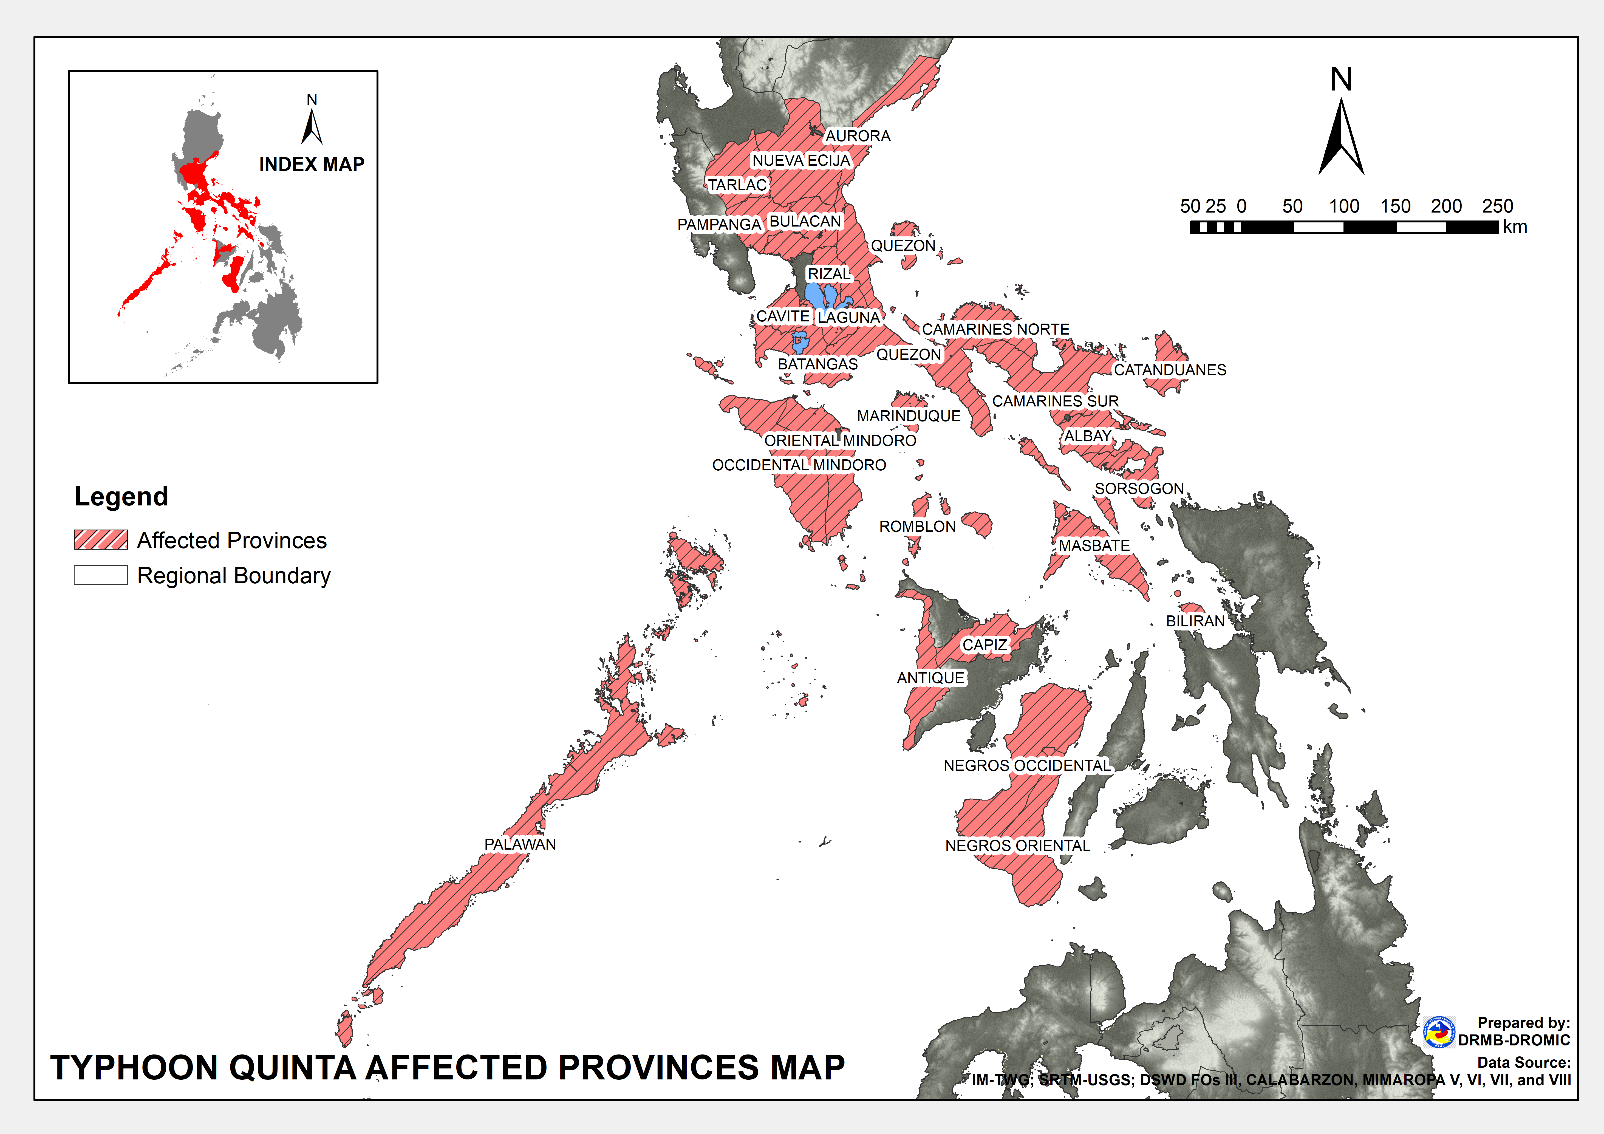 N
INDEX MAP
N
50 25 0 50 100 150 200 250
km
AURORA
NUEVA ECIJA
TARLAC
PAMPANGA
BULACAN
QUEZON
RIZAL
CAVITE
LAGUNA
CAMARINES NORTE
QUEZON
BATANGAS
CATANDUANES
CAMARINES SUR
MARINDUQUE
ORIENTAL MINDORO
ALBAY
OCCIDENTAL MINDORO
SORSOGON
ROMBLON
MASBATE
BILIRAN
CAPIZ
ANTIQUE
NEGROS OCCIDENTAL
PALAWAN
NEGROS ORIENTAL
Legend
Affected Provinces
Regional Boundary
TYPHOON QUINTA AFFECTED PROVINCES MAP
Prepared by:
DRMB-DROMIC
Data Source:
IM-TWG; SRTM-USGS; DSWD FOs III, CALABARZON, MIMAROPA V, VI, VII, and VIII